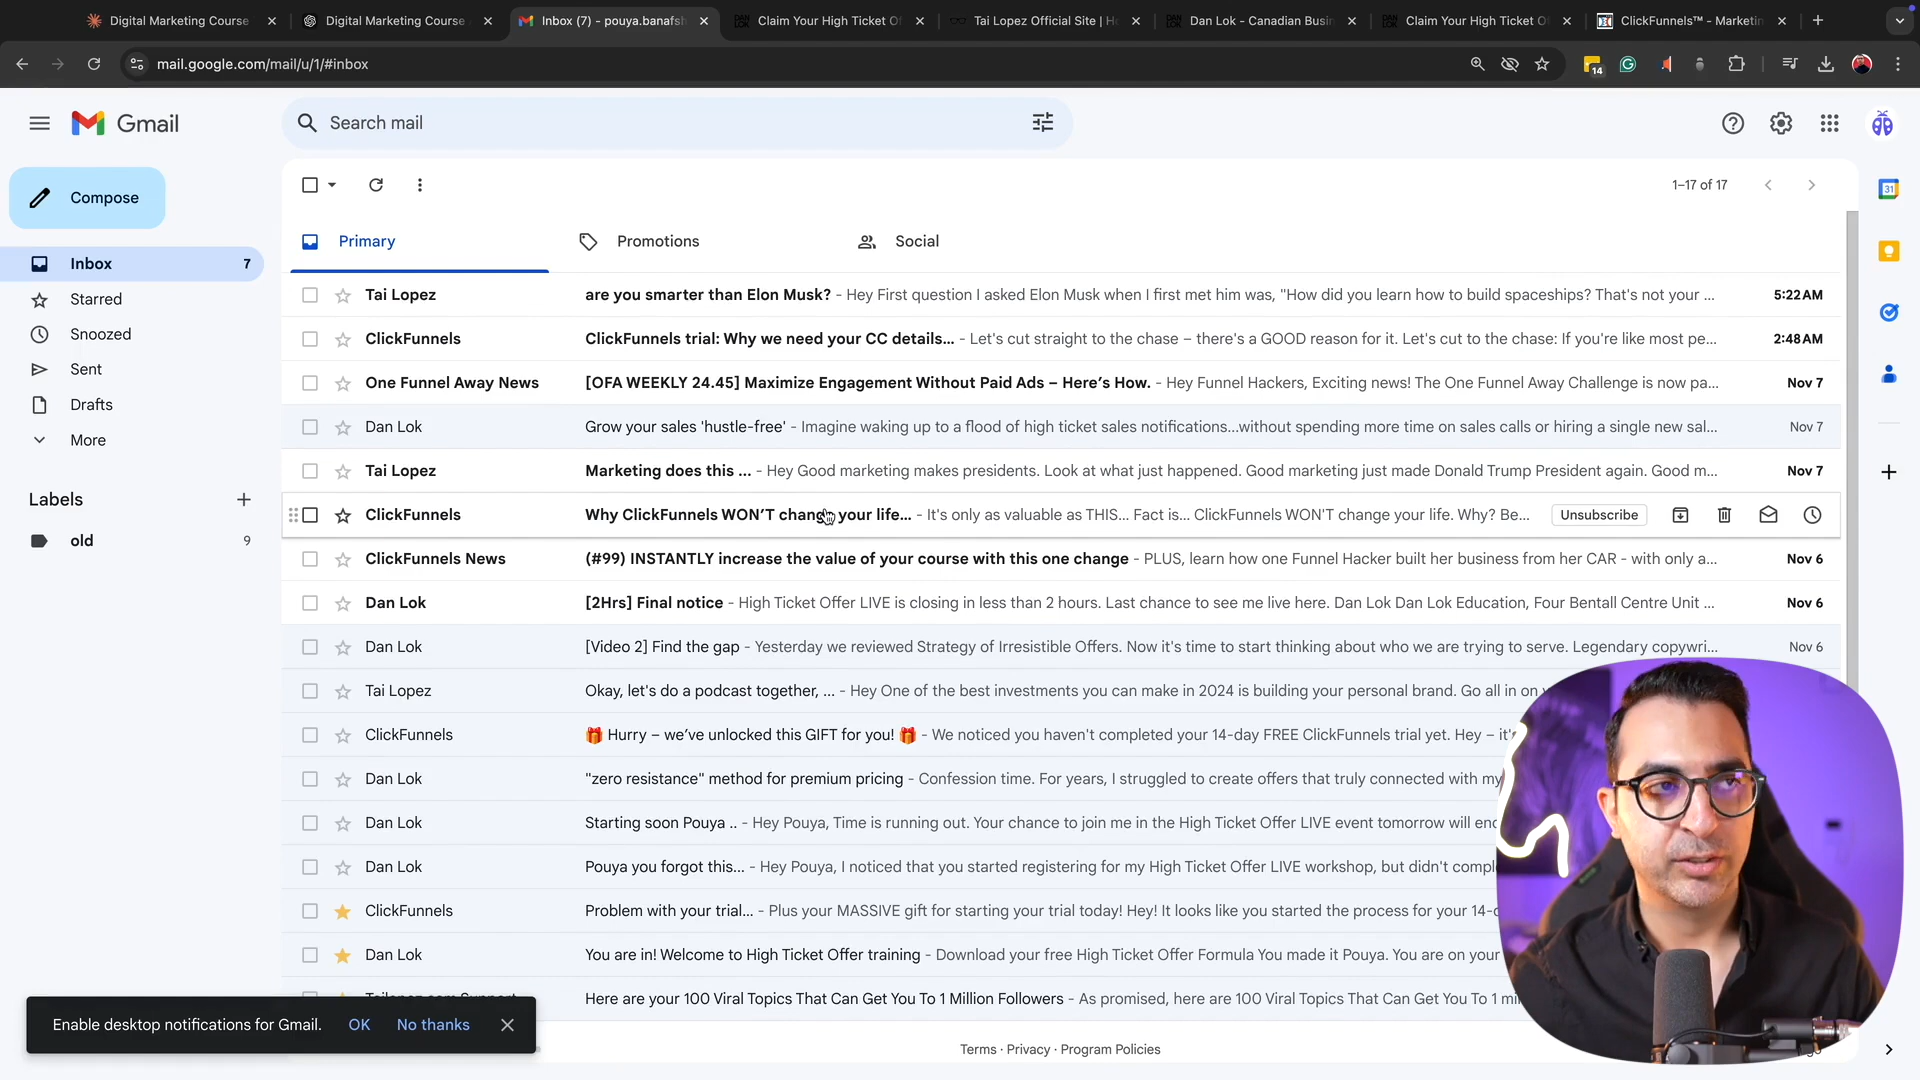 Digital Marketing Course
Digital Marketing Course
Inbox (7) - pouya.banafsh
Claim Your High Ticket Of
Tai Lopez Official Site | Ho
Dan Lok - Canadian Busin
Claim Your High Ticket Of
ClickFunnels™ - Marketin
mail.google.com/mail/u/1/#inbox
14
Gmail
Search mail
Compose
1–17 of 17
31
Primary
Promotions
Social
Inbox 7
Starred
Snoozed
Sent
Drafts
More
Labels
old 9
Tai Lopez are you smarter than Elon Musk? - Hey First question I asked Elon Musk when I first met him was, "How did you learn how to build spaceships? That's not your ... 5:22 AM
ClickFunnels ClickFunnels trial: Why we need your CC details... - Let's cut straight to the chase – there's a GOOD reason for it. Let's cut to the chase: If you're like most pe... 2:48 AM
One Funnel Away News [OFA WEEKLY 24.45] Maximize Engagement Without Paid Ads – Here's How. - Hey Funnel Hackers, Exciting news! The One Funnel Away Challenge is now pa... Nov 7
Dan Lok Grow your sales 'hustle-free' - Imagine waking up to a flood of high ticket sales notifications...without spending more time on sales calls or hiring a single new sal... Nov 7
Tai Lopez Marketing does this ... - Hey Good marketing makes presidents. Look at what just happened. Good marketing just made Donald Trump President again. Good m... Nov 7
ClickFunnels Why ClickFunnels WON'T change your life... - It's only as valuable as THIS... Fact is... ClickFunnels WON'T change your life. Why? Be... Unsubscribe
ClickFunnels News (#99) INSTANTLY increase the value of your course with this one change - PLUS, learn how one Funnel Hacker built her business from her CAR - with only a... Nov 6
Dan Lok [2Hrs] Final notice - High Ticket Offer LIVE is closing in less than 2 hours. Last chance to see me live here. Dan Lok Dan Lok Education, Four Bentall Centre Unit ... Nov 6
Dan Lok [Video 2] Find the gap - Yesterday we reviewed Strategy of Irresistible Offers. Now it's time to start thinking about who we are trying to serve. Legendary copywri... Nov 6
Tai Lopez Okay, let's do a podcast together, ... - Hey One of the best investments you can make in 2024 is building your personal brand. Go all in on
ClickFunnels 🎁 Hurry – we've unlocked this GIFT for you! 🎁 - We noticed you haven't completed your 14-day FREE ClickFunnels trial yet. Hey – it's
Dan Lok "zero resistance" method for premium pricing - Confession time. For years, I struggled to create offers that truly connected with my
Dan Lok Starting soon Pouya .. - Hey Pouya, Time is running out. Your chance to join me in the High Ticket Offer LIVE event tomorrow will end
Dan Lok Pouya you forgot this... - Hey Pouya, I noticed that you started registering for my High Ticket Offer LIVE workshop, but didn't compl
ClickFunnels Problem with your trial... - Plus your MASSIVE gift for starting your trial today! Hey! It looks like you started the process for your 14-d
Dan Lok You are in! Welcome to High Ticket Offer training - Download your free High Ticket Offer Formula You made it Pouya. You are on your
Here are your 100 Viral Topics That Can Get You To 1 Million Followers - As promised, here are 100 Viral Topics That Can Get You To 1 mi
Enable desktop notifications for Gmail. OK No thanks
Terms · Privacy · Program Policies